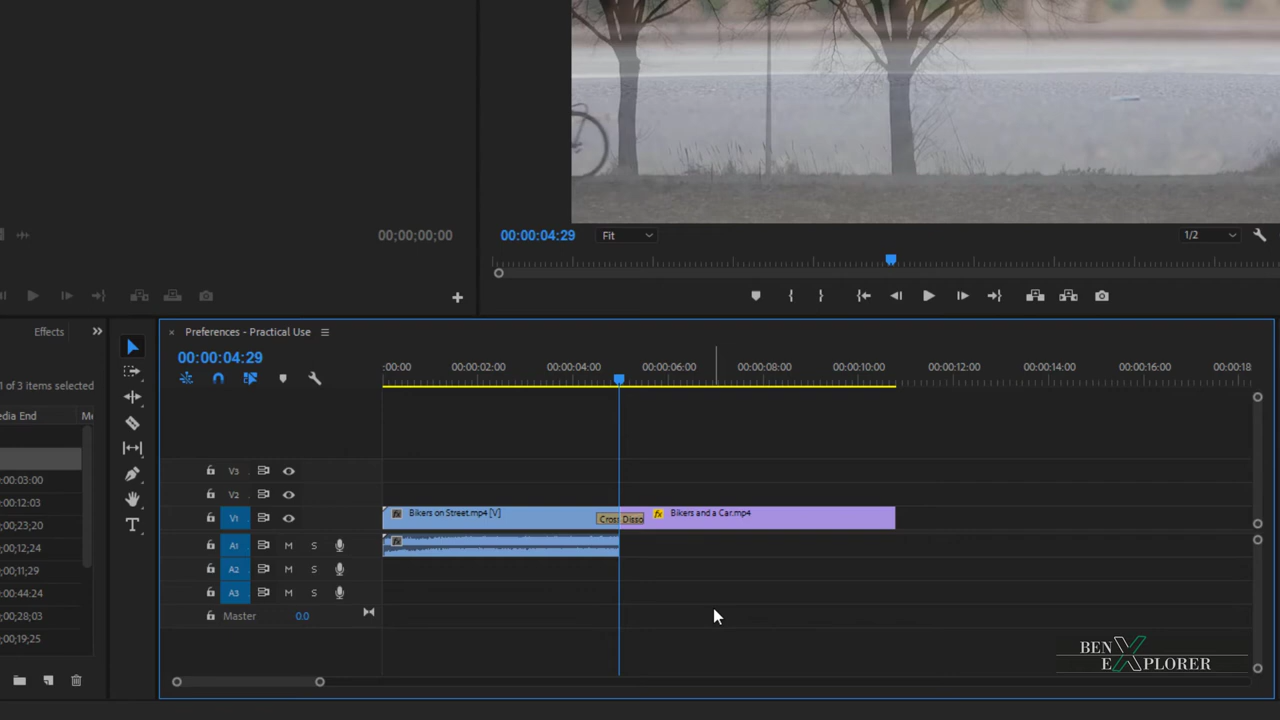 00;00;00;00
00:00:04:29
Fit
1/2
Effects
Preferences - Practical Use
00:00:04:29
:00:00
00:00:02:00
00:00:04:00
00:00:06:00
00:00:08:00
00:00:10:00
00:00:12:00
00:00:14:00
00:00:16:00
00:00:18
1 of 3 items selected
edia End
Me
:00:03:00
:00:12:03
;00;23;20
;00;12;24
;00;11;29
:00:44:24
;00;28;03
;00;19;25
V3
V2
V1
fx
Bikers on Street.mp4 [V]
Cross Disso
fx
Bikers and a Car.mp4
A1
M
S
fx
A2
M
S
A3
M
S
Master
0.0
BEN
EXPLORER